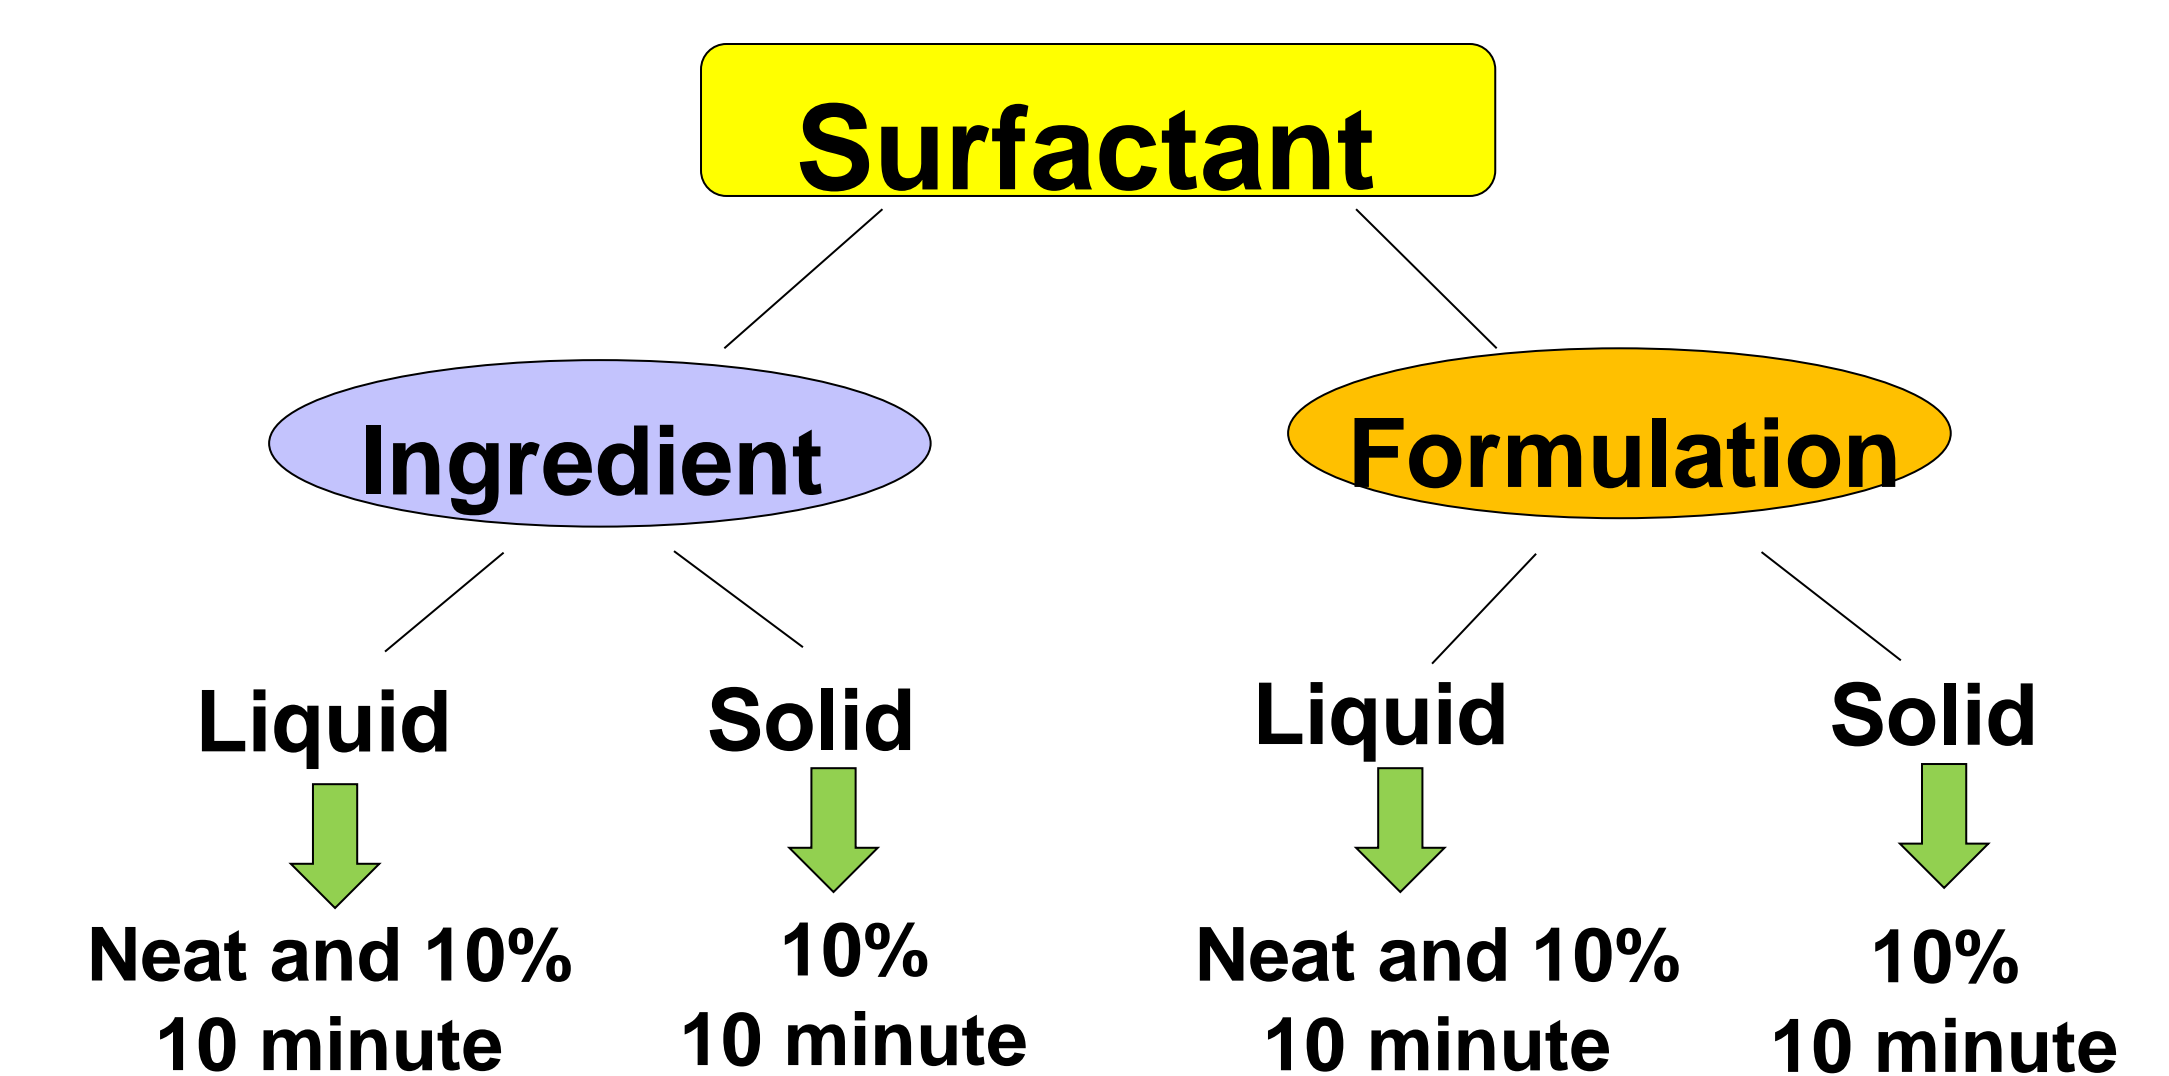 Surfactant
Ingredient
Formulation
Liquid
Solid
Liquid
Solid
Neat and 10%
10 minute
10%
10 minute
Neat and 10%
10 minute
10%
10 minute